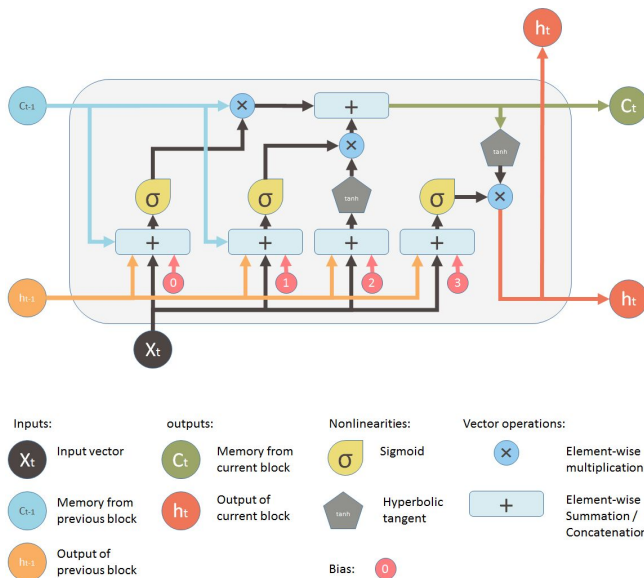 ht
Ct-1
×
+
Ct
tanh
×
×
σ
σ
tanh
σ
+
+
+
+
ht-1
0
1
2
3
ht
Xt
Inputs:
outputs:
Nonlinearities:
Vector operations:
Xt
Input vector
Ct
Memory from
current block
σ
Sigmoid
×
Element-wise
multiplication
Ct-1
Memory from
previous block
ht
Output of
current block
tanh
Hyperbolic
tangent
+
Element-wise
Summation /
Concatenation
ht-1
Output of
previous block
Bias:
0